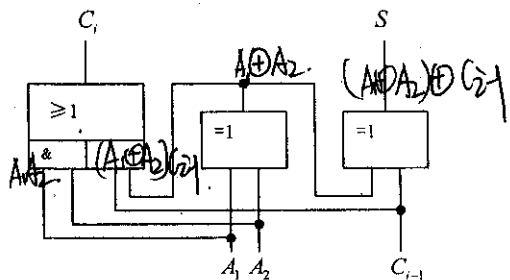 C_i
S
A₁⊕A₂.
(A₁⊕A₂)⊕C_{i-1}
≥1
=1
=1
&
A₁A₂
(A₁⊕A₂)C_{i-1}
A₁ A₂
C_{i-1}